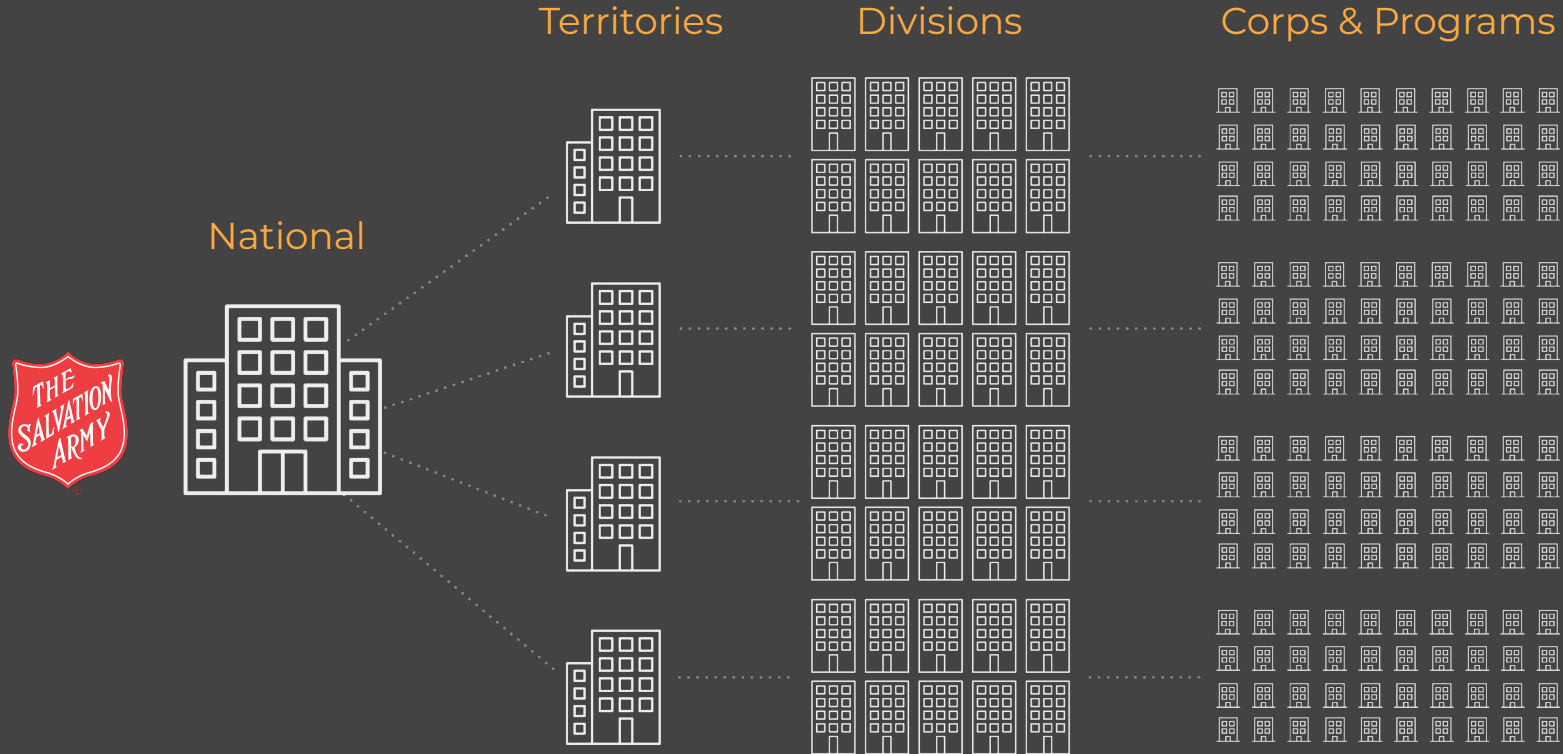 Territories
Divisions
Corps & Programs
National
THE
SALVATION
ARMY